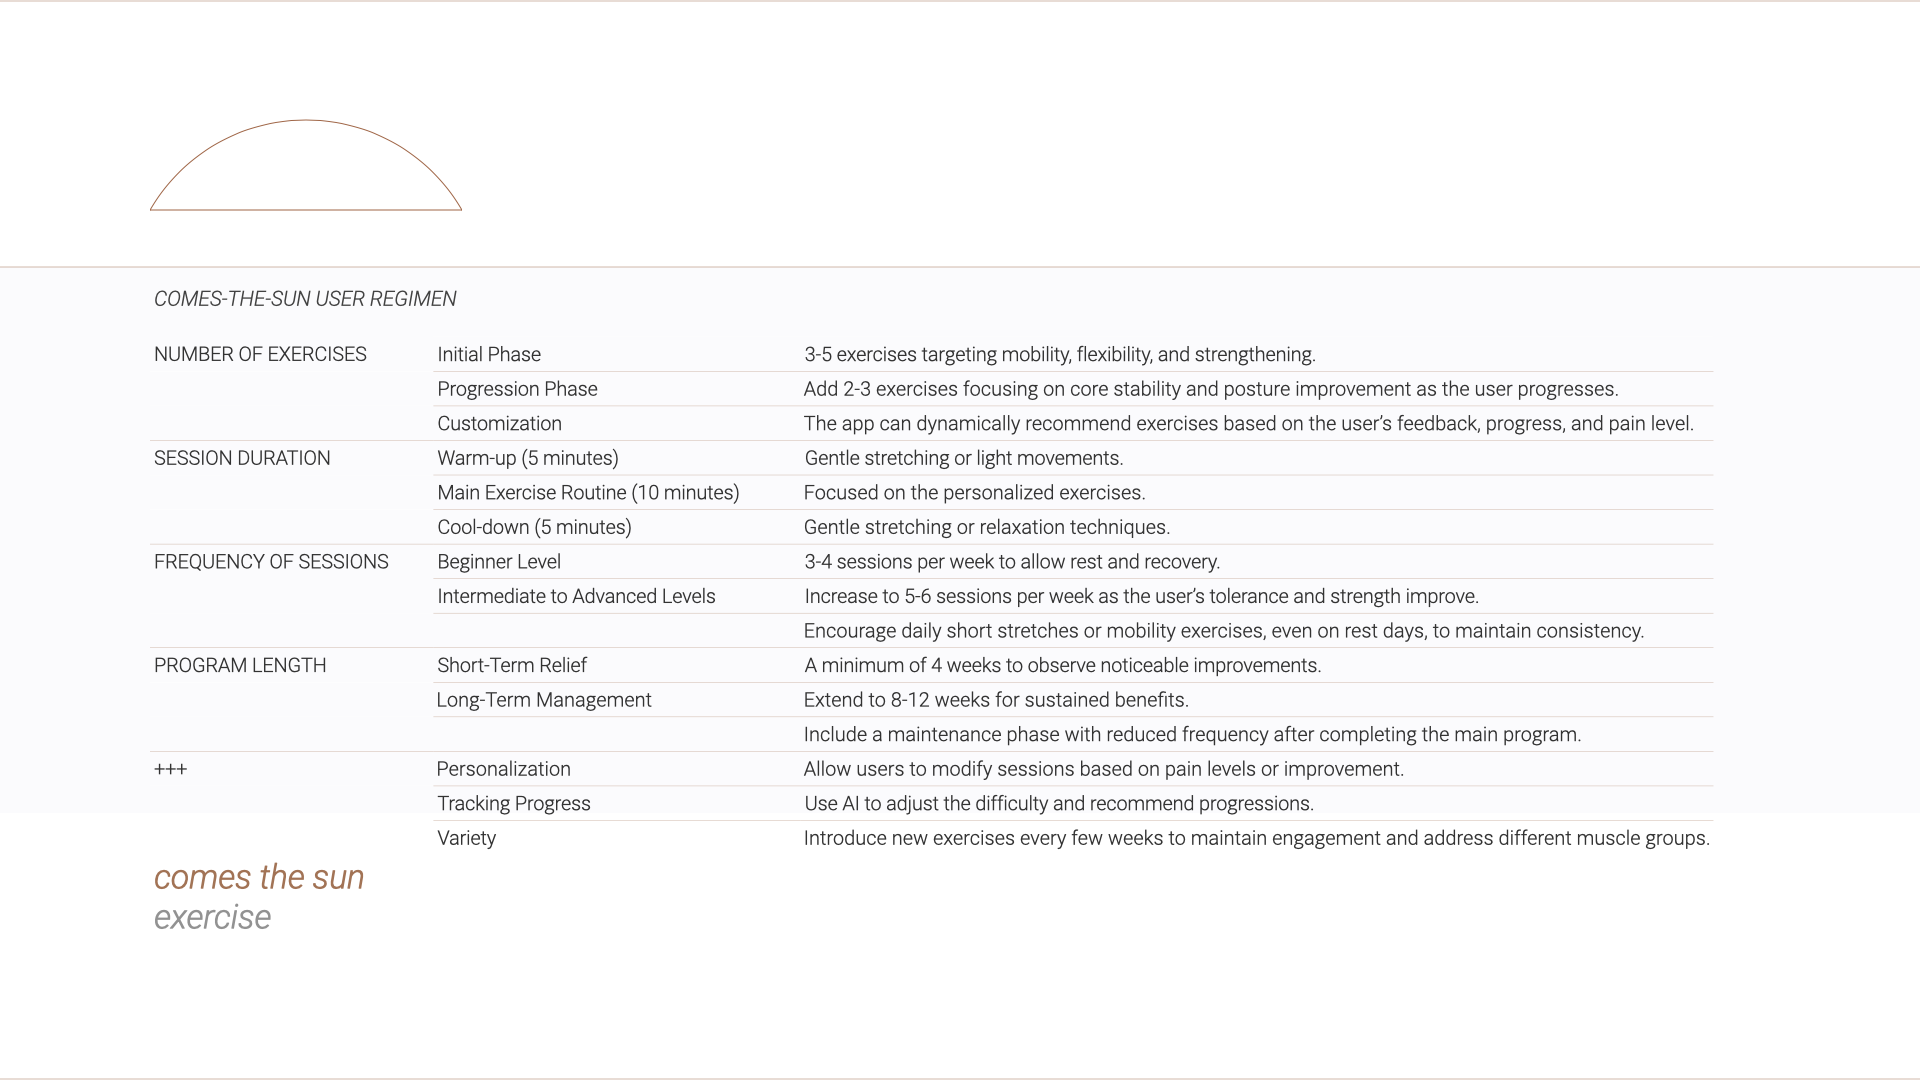 COMES-THE-SUN USER REGIMEN
NUMBER OF EXERCISES Initial Phase 3-5 exercises targeting mobility, flexibility, and strengthening.
Progression Phase Add 2-3 exercises focusing on core stability and posture improvement as the user progresses.
Customization The app can dynamically recommend exercises based on the user’s feedback, progress, and pain level.
SESSION DURATION Warm-up (5 minutes) Gentle stretching or light movements.
Main Exercise Routine (10 minutes) Focused on the personalized exercises.
Cool-down (5 minutes) Gentle stretching or relaxation techniques.
FREQUENCY OF SESSIONS Beginner Level 3-4 sessions per week to allow rest and recovery.
Intermediate to Advanced Levels Increase to 5-6 sessions per week as the user’s tolerance and strength improve.
Encourage daily short stretches or mobility exercises, even on rest days, to maintain consistency.
PROGRAM LENGTH Short-Term Relief A minimum of 4 weeks to observe noticeable improvements.
Long-Term Management Extend to 8-12 weeks for sustained benefits.
Include a maintenance phase with reduced frequency after completing the main program.
+++ Personalization Allow users to modify sessions based on pain levels or improvement.
Tracking Progress Use AI to adjust the difficulty and recommend progressions.
Variety Introduce new exercises every few weeks to maintain engagement and address different muscle groups.
comes the sun
exercise